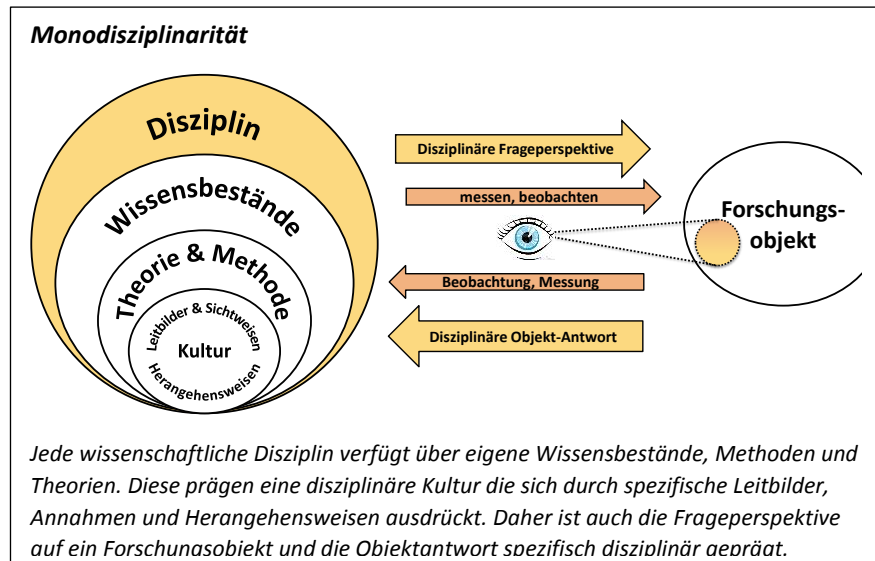 Monodisziplinarität
Disziplin
Wissensbestände
Theorie & Methode
Leitbilder & Sichtweisen
Kultur
Herangehensweisen
Disziplinäre Frageperspektive
messen, beobachten
Beobachtung, Messung
Disziplinäre Objekt-Antwort
Forschungs-
objekt
Jede wissenschaftliche Disziplin verfügt über eigene Wissensbestände, Methoden und
Theorien. Diese prägen eine disziplinäre Kultur die sich durch spezifische Leitbilder,
Annahmen und Herangehensweisen ausdrückt. Daher ist auch die Frageperspektive
auf ein Forschungsobjekt und die Objektantwort spezifisch disziplinär geprägt.